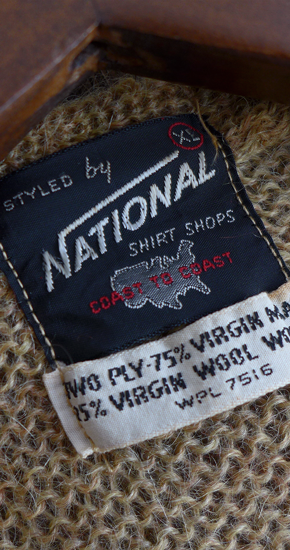 XL
STYLED by
NATIONAL
SHIRT SHOPS
COAST TO COAST
TWO PLY-75% VIRGIN
25% VIRGIN WOOL
WPL 7516